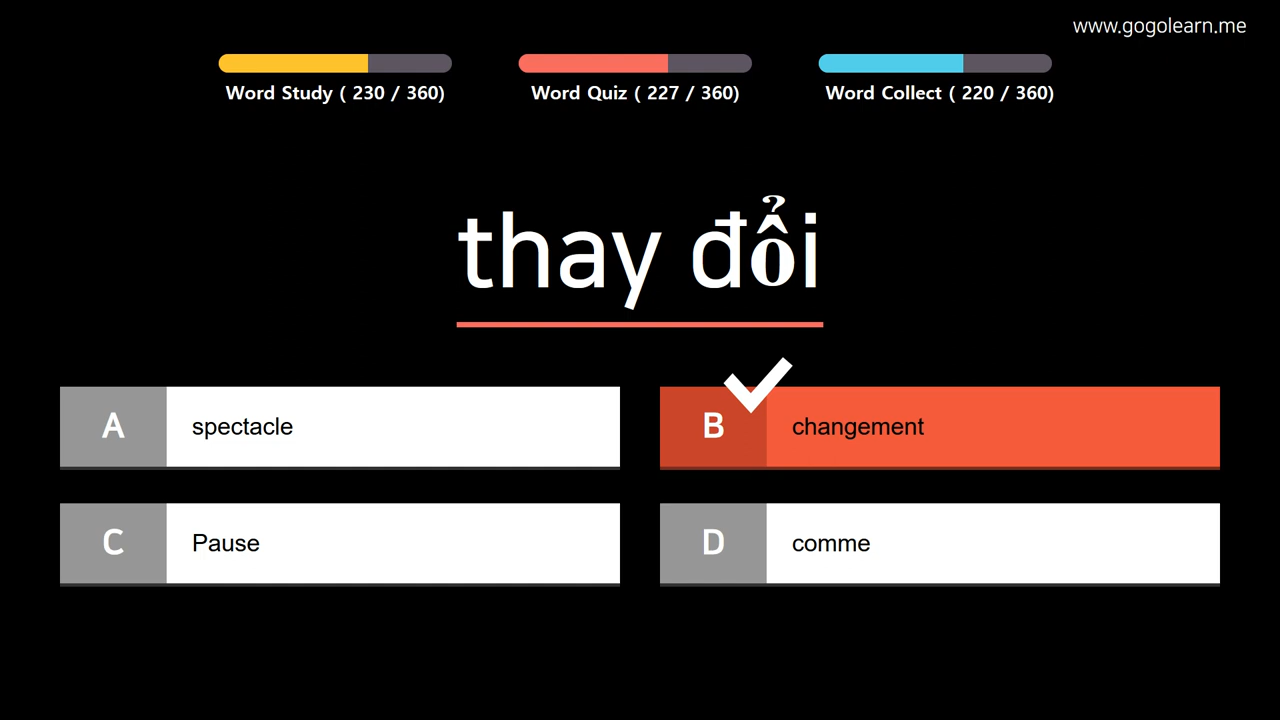 www.gogolearn.me
Word Study ( 230 / 360)
Word Quiz ( 227 / 360)
Word Collect ( 220 / 360)
thay đổi
A spectacle
B changement
C Pause
D comme